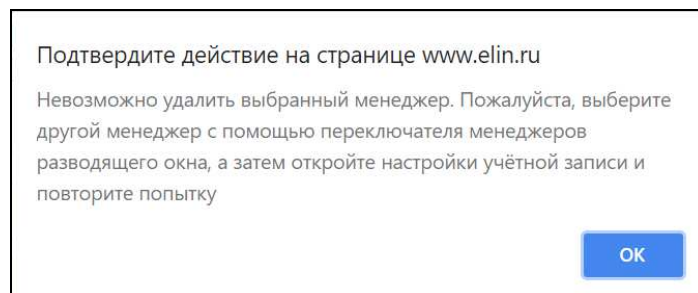 Подтвердите действие на странице www.elin.ru
Невозможно удалить выбранный менеджер. Пожалуйста, выберите
другой менеджер с помощью переключателя менеджеров
разводящего окна, а затем откройте настройки учётной записи и
повторите попытку
ОК